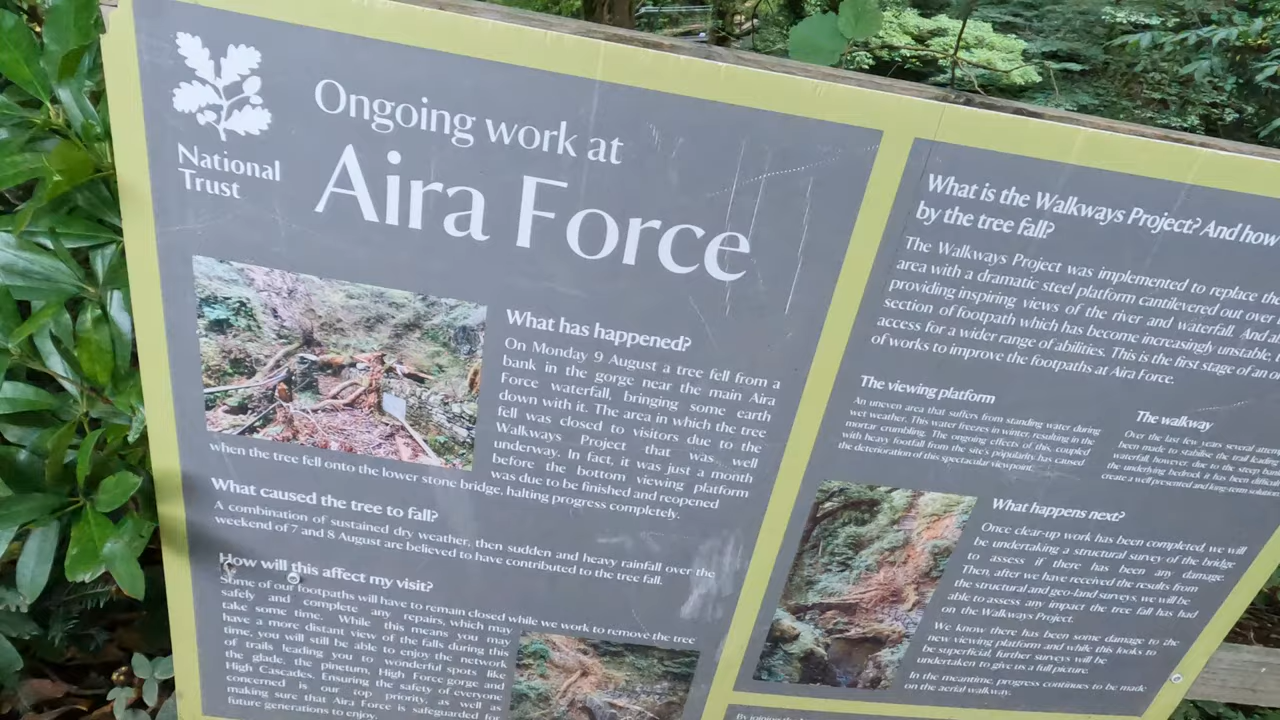 National
Trust
Ongoing work at
Aira Force
What has happened?
On Monday 9 August a tree fell from a
bank in the gorge near the main Aira
Force waterfall, bringing some earth
down with it. The area in which the tree
fell was closed to visitors due to the
Walkways Project that was well
underway. In fact, it was just a month
before the bottom viewing platform
was due to be finished and reopened
when the tree fell onto the lower stone bridge, halting progress completely.
What caused the tree to fall?
A combination of sustained dry weather, then sudden and heavy rainfall over the
weekend of 7 and 8 August are believed to have contributed to the tree fall.
How will this affect my visit?
Some of our footpaths will have to remain closed while we work to remove the tree
safely and complete any repairs, which may
take some time. While this means you may
have a more distant view of the falls during this
time, you will still be able to enjoy the network
of trails leading you to wonderful spots like
the glade, the pinetum, High Force gorge and
High Cascades. Ensuring the safety of everyone
concerned is our top priority, as well as
making sure that Aira Force is safeguarded for
future generations to enjoy.
What is the Walkways Project? And how
by the tree fall?
The Walkways Project was implemented to replace the
area with a dramatic steel platform cantilevered out over
providing inspiring views of the river and waterfall. And
section of footpath which has become increasingly unstable,
access for a wider range of abilities. This is the first stage of an
of works to improve the footpaths at Aira Force.
The viewing platform
An uneven area that suffers from standing water during
wet weather. This water freezes in winter, resulting in the
mortar crumbling. The ongoing effects of this, coupled
with heavy footfall from the site's popularity, has caused
the deterioration of this spectacular viewpoint.
The walkway
Over the last few years several
been made to stabilise the trail leading
waterfall, however, due to the steep
the underlying bedrock it has been
create a well presented and long-term solution
What happens next?
Once clear-up work has been completed, we will
be undertaking a structural survey of the bridge
to assess if there has been any damage.
Then, after we have received the results from
the structural and geo-land surveys, we will be
able to assess any impact the tree fall has had
on the Walkway Project.
We know there has been some damage to the
new viewing platform and while this looks to
be superficial, further surveys will be
undertaken to give us a full picture.
In the meantime, progress continues to be made
on the aerial walkway.
By joining the